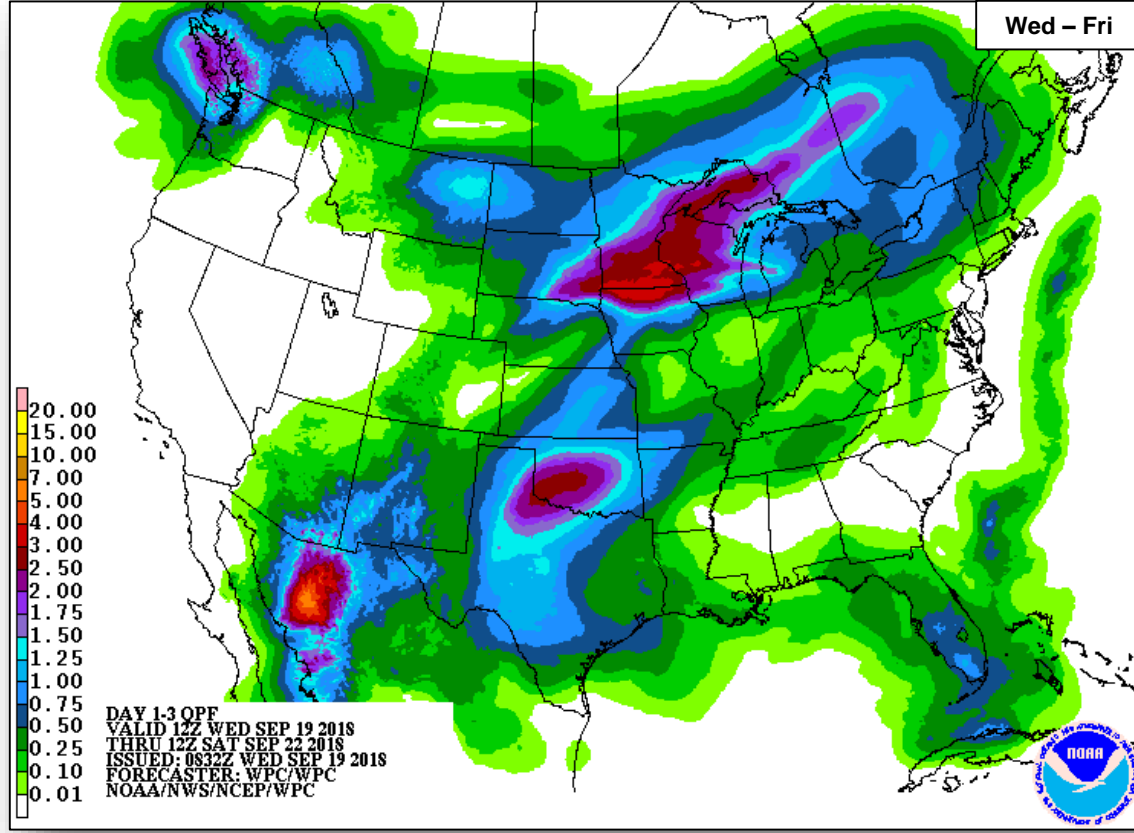 Wed – Fri
20.00
15.00
10.00
7.00
5.00
4.00
3.00
2.50
2.00
1.75
1.50
1.25
1.00
0.75
0.50
0.25
0.10
0.01
DAY 1-3 QPF
VALID 12Z WED SEP 19 2018
THRU 12Z SAT SEP 22 2018
ISSUED: 0832Z WED SEP 19 2018
FORECASTER: WPC/WPC
NOAA/NWS/NCEP/WPC
NOAA